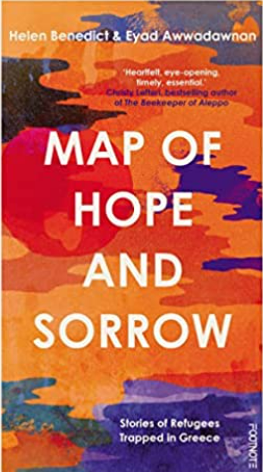 Helen Benedict & Eyad Awwadawnan
'Heartfelt, eye-opening,
timely, essential.'
Christy Lefteri, bestselling author
of The Beekeeper of Aleppo
MAP OF
HOPE
AND
SORROW
Stories of Refugees
Trapped in Greece
FOOTNOTE